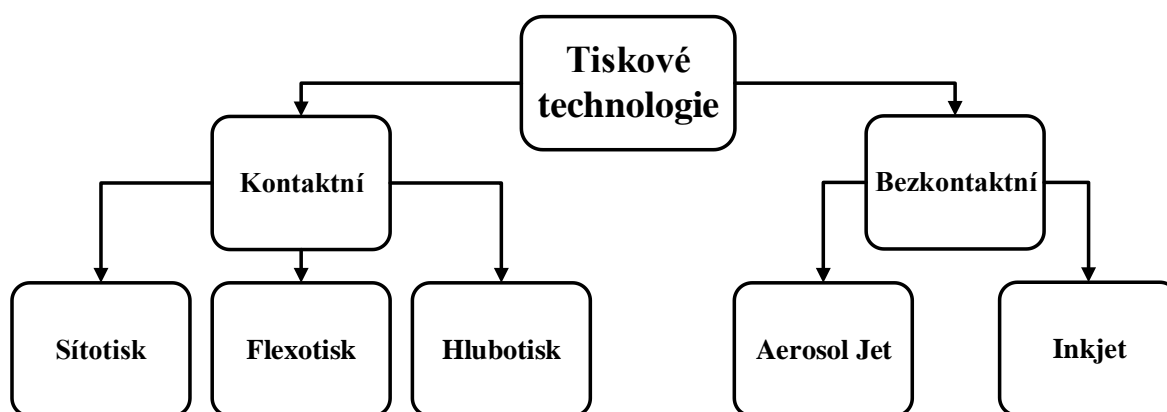 Tiskové
technologie
Kontaktní
Bezkontaktní
Sítotisk
Flexotisk
Hlubotisk
Aerosol Jet
Inkjet